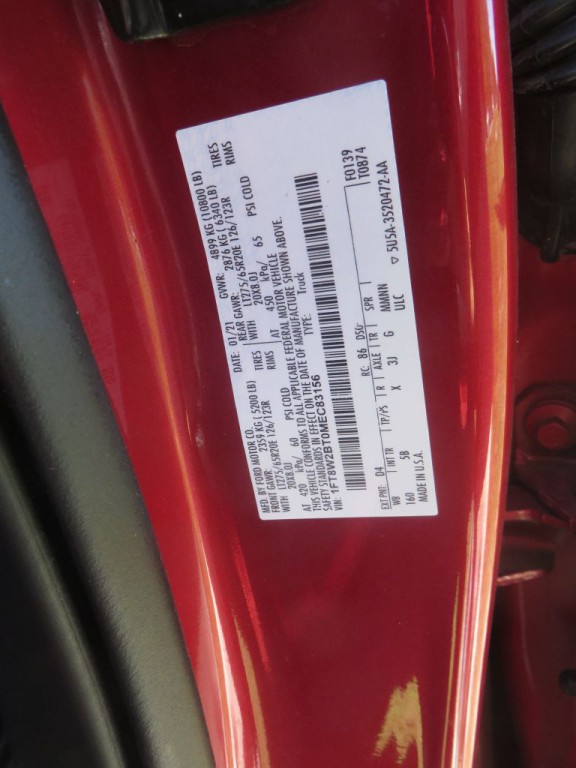 MFD. BY FORD MOTOR CO. DATE: 01/21 GVWR: 4899 KG (10800 LB)
FRONT GAWR: 2359 KG (5200 LB) REAR GAWR: 2876 KG (6340 LB)
WITH LT275/65R20E 126/123R TIRES WITH LT275/65R20E 126/123R TIRES
20X8.0J RIMS 20X8.0J RIMS
AT 420 kPa/ 60 PSI COLD AT 450 kPa/ 65 PSI COLD
THIS VEHICLE CONFORMS TO ALL APPLICABLE FEDERAL MOTOR VEHICLE
SAFETY STANDARDS IN EFFECT ON THE DATE OF MANUFACTURE SHOWN ABOVE.
VIN: 1FT8W2BT0MEC83156 TYPE: Truck
F0139
T0874
EXT PNT: D4 RC: 86 DSO:
WB INT TR TP/PS R AXLE TR SPR
160 5B X 3J G MMNN
ULC
MADE IN U.S.A. ▽ 5U5A-3520472-AA